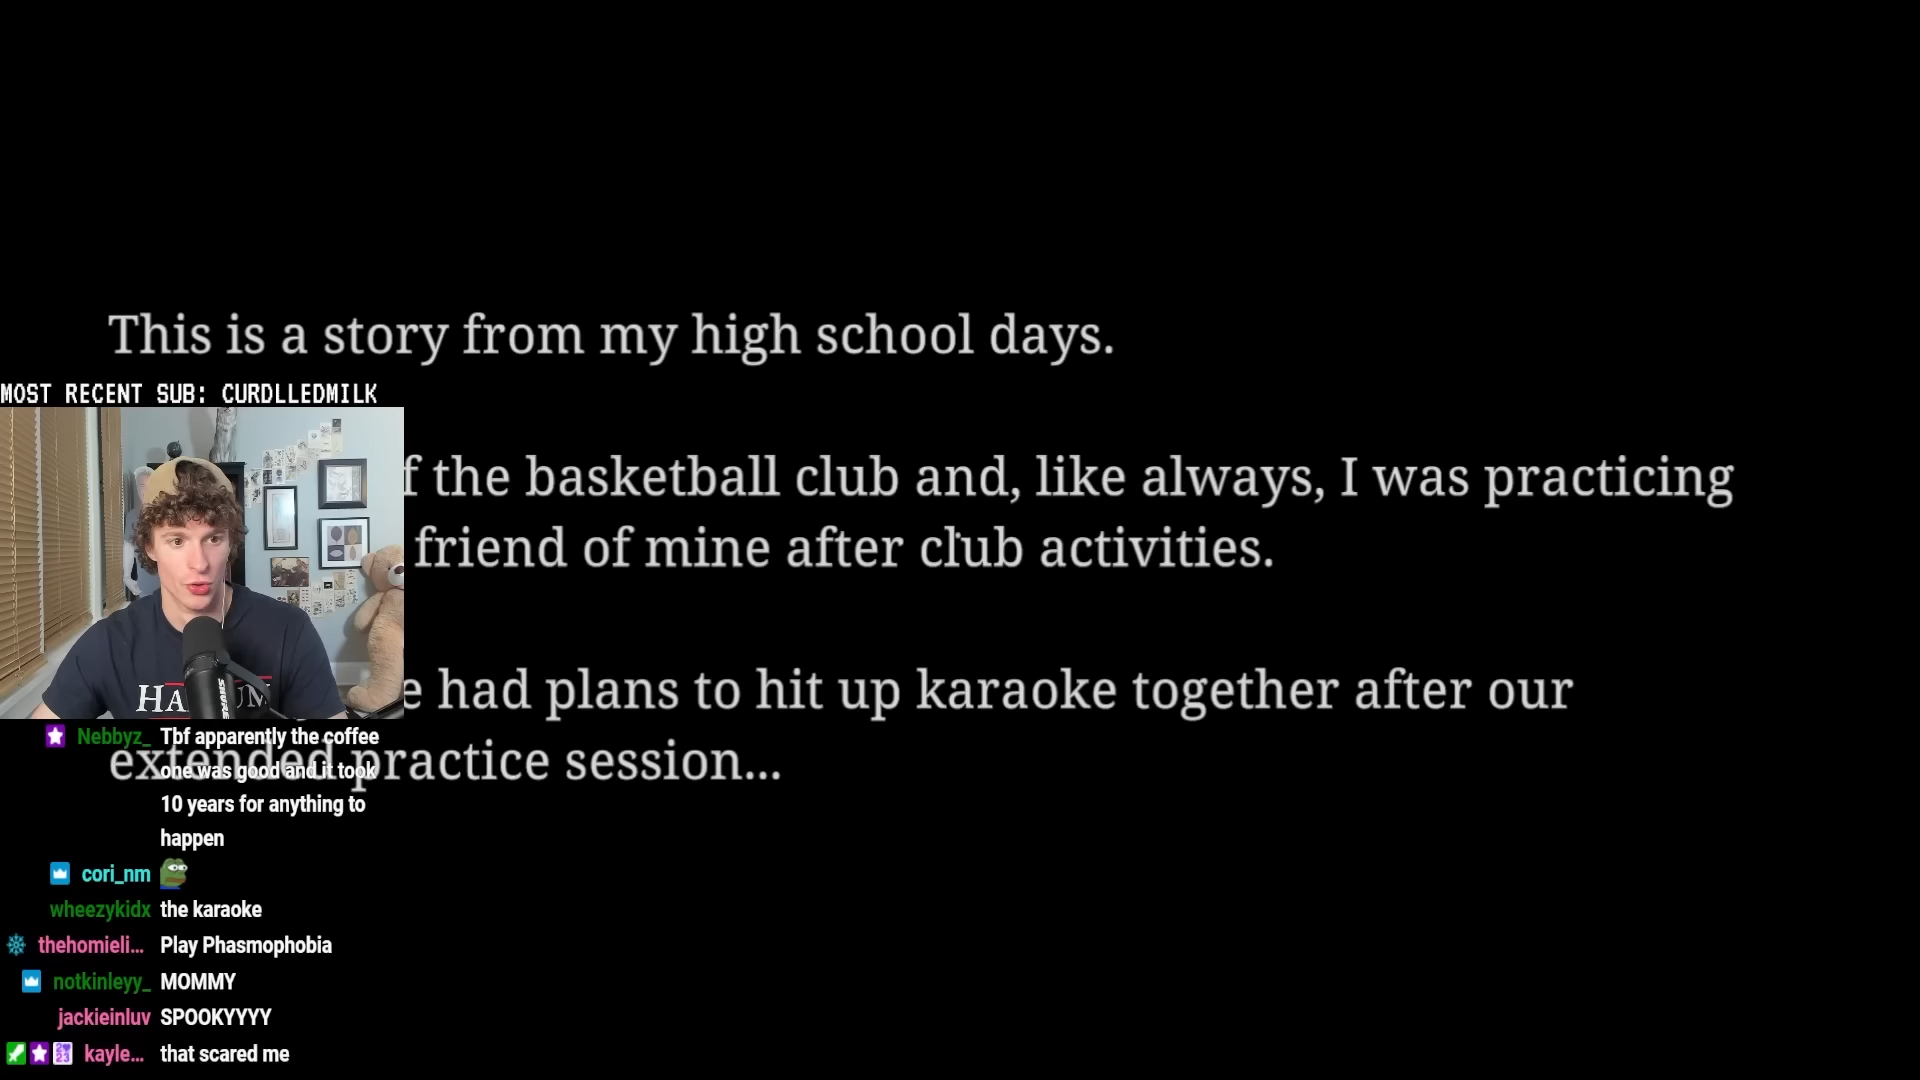 This is a story from my high school days.
MOST RECENT SUB: CURDLLEDMILK
f the basketball club and, like always, I was practicing
friend of mine after club activities.
e had plans to hit up karaoke together after our
extended practice session...
HA UM
SHURE
Nebbyz_ Tbf apparently the coffee
one was good and it took
10 years for anything to
happen
cori_nm
wheezykidx the karaoke
thehomieli... Play Phasmophobia
notkinleyy_ MOMMY
jackieinluv SPOOKYYYY
kayle... that scared me